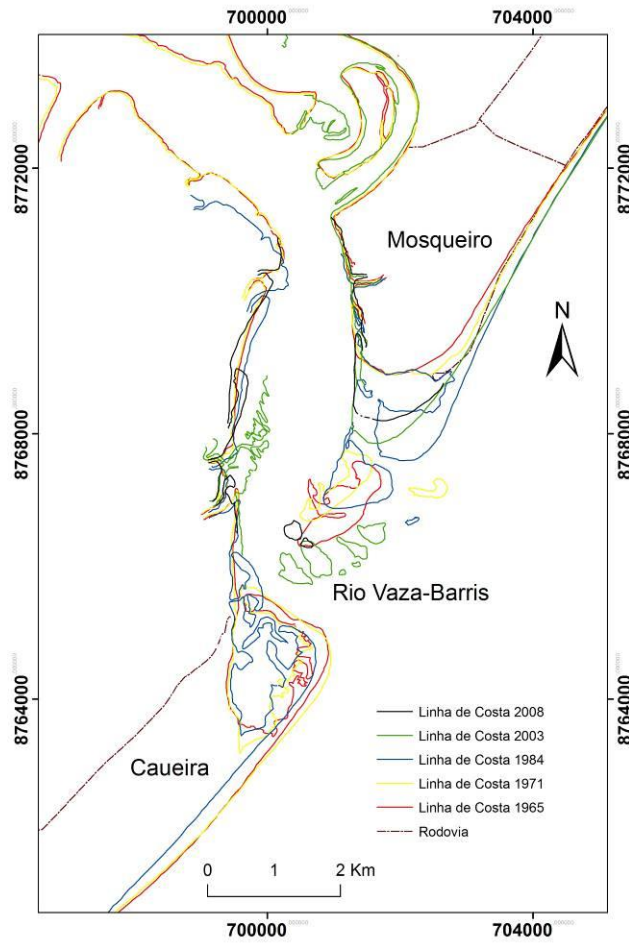 700000
704000
8772000
8772000
Mosqueiro
N
8768000
8768000
Rio Vaza-Barris
8764000
8764000
Linha de Costa 2008
Linha de Costa 2003
Linha de Costa 1984
Linha de Costa 1971
Linha de Costa 1965
Rodovia
Caueira
0 1 2 Km
700000
704000